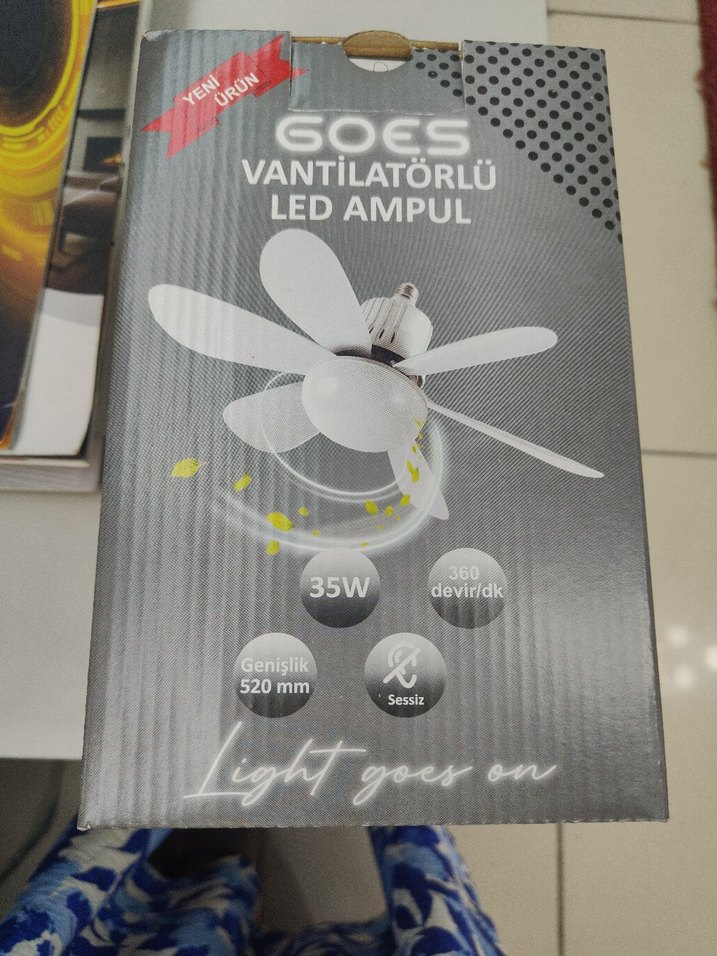 YENİ
ÜRÜN
GOES
VANTİLATÖRLÜ
LED AMPUL
35W
360
devir/dk
Genişlik
520 mm
Sessiz
Light goes on